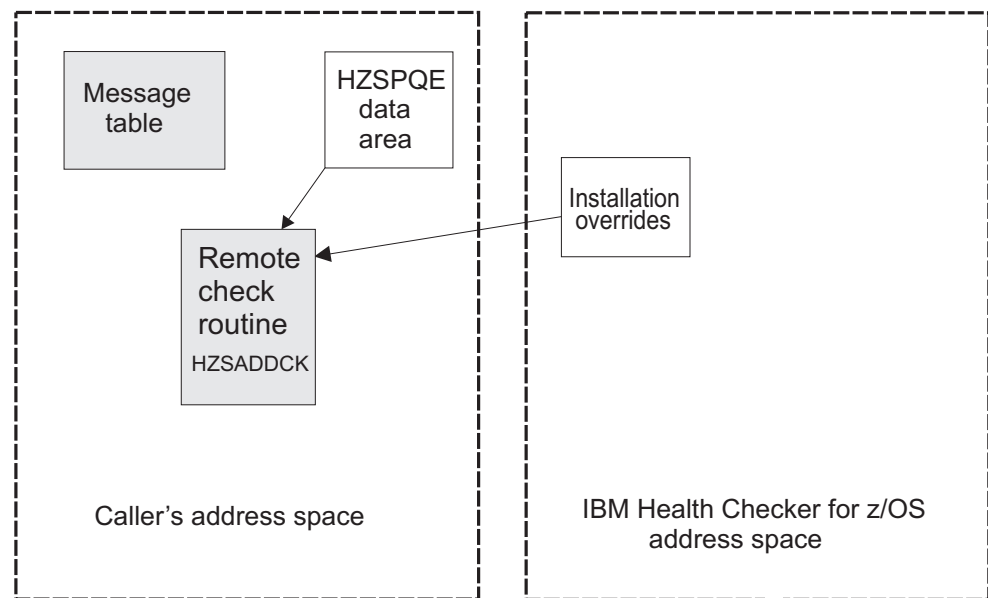 Message
table
HZSPQE
data
area
Installation
overrides
Remote
check
routine
HZSADDCK
Caller's address space
IBM Health Checker for z/OS
address space